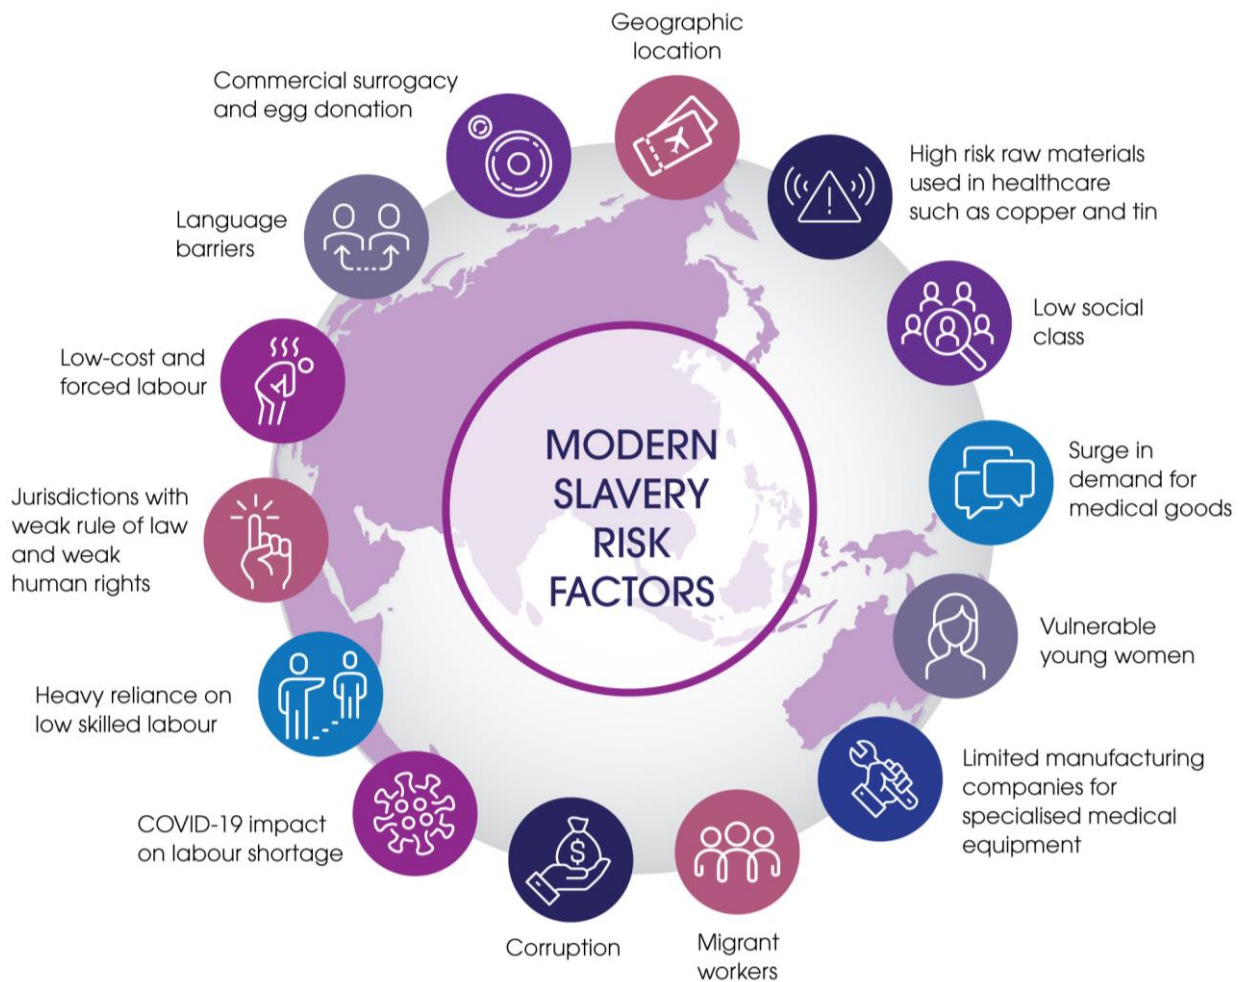 Geographic
location
High risk raw materials
used in healthcare
such as copper and tin
Low social
class
Surge in
demand for
medical goods
Vulnerable
young women
Limited manufacturing
companies for
specialised medical
equipment
Migrant
workers
Corruption
COVID-19 impact
on labour shortage
Heavy reliance on
low skilled labour
Jurisdictions with
weak rule of law
and weak
human rights
Low-cost and
forced labour
Language
barriers
Commercial surrogacy
and egg donation
MODERN
SLAVERY
RISK
FACTORS
$